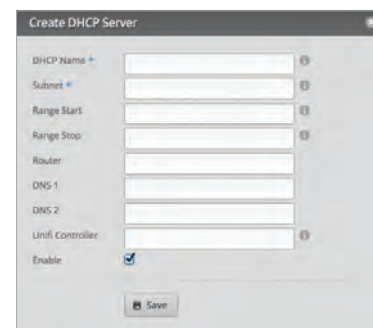 Create DHCP Server
DHCP Name *
Subnet *
Range Start
Range Stop
Router
DNS 1
DNS 2
Unifi Controller
Enable
Save